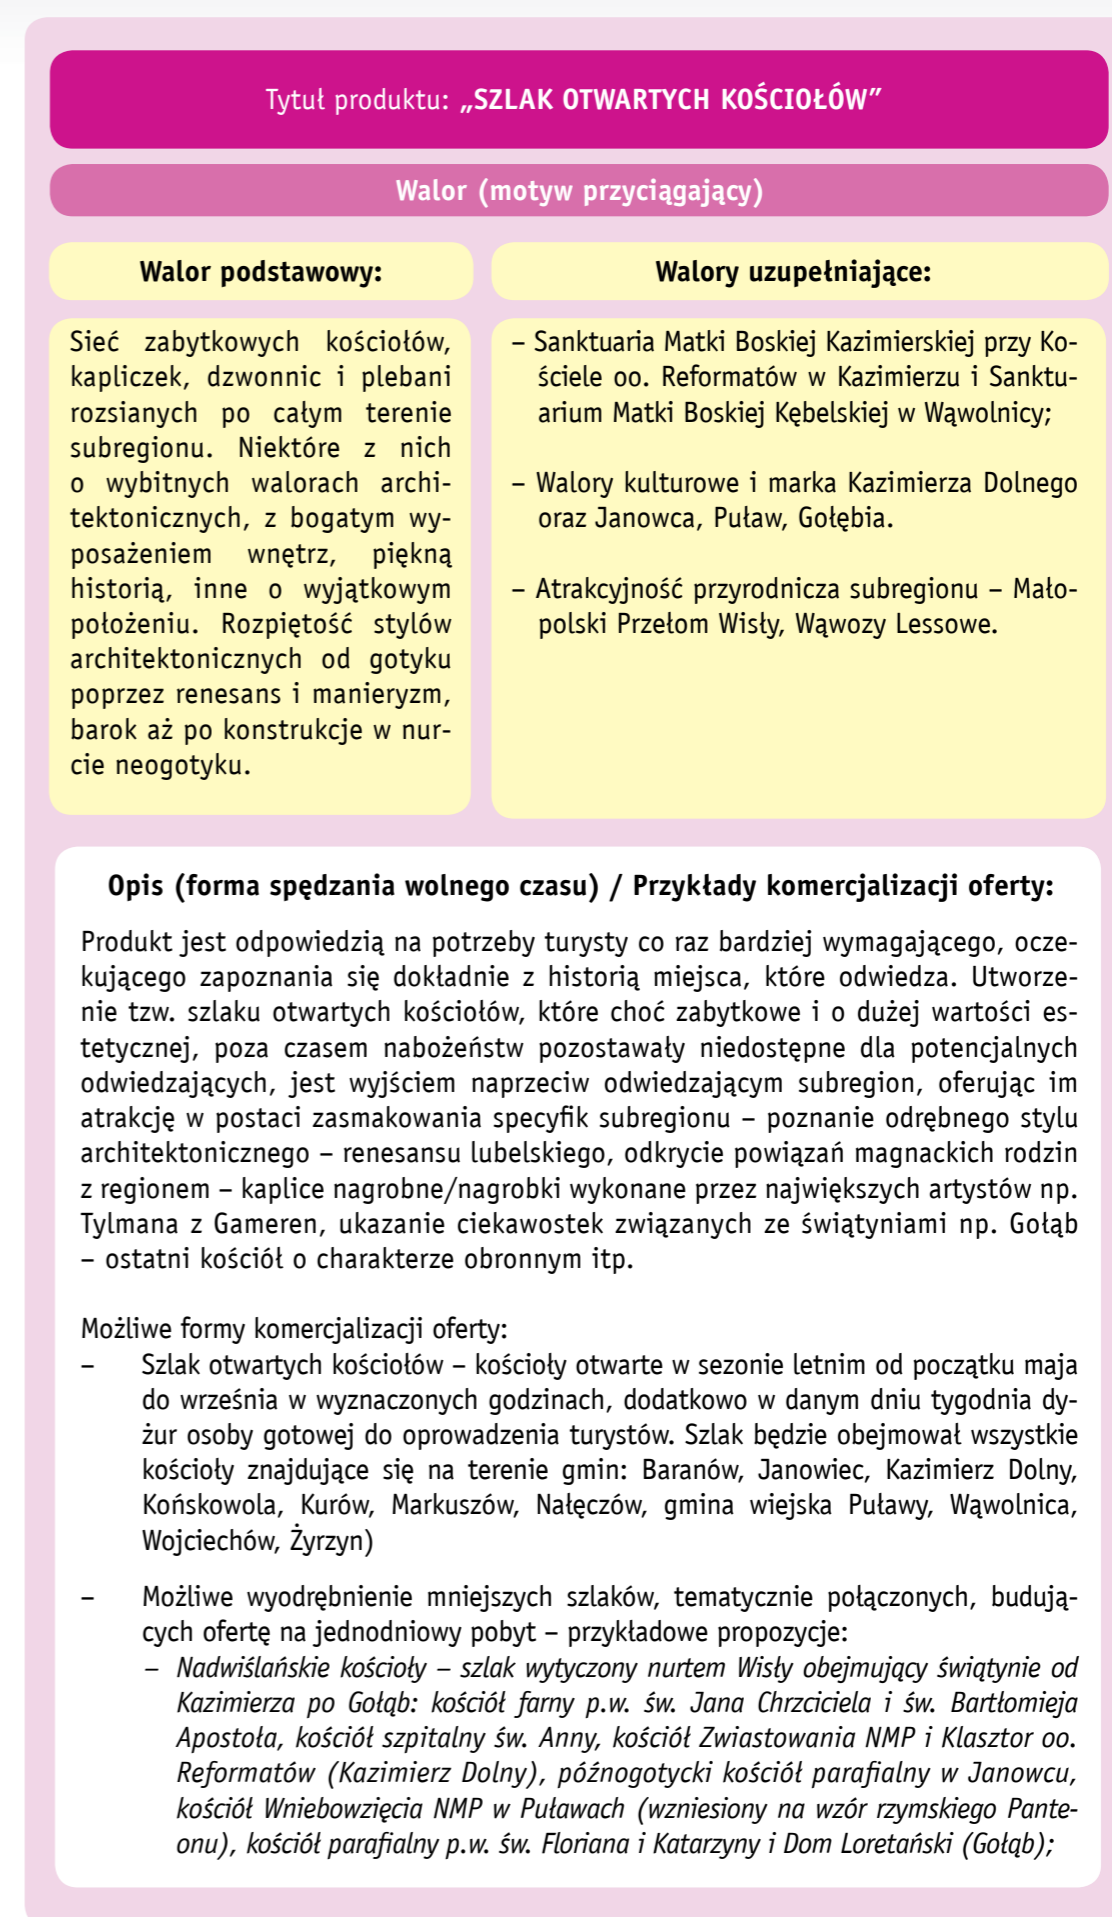 Tytuł produktu: „SZLAK OTWARTYCH KOŚCIOŁÓW”
Walor (motyw przyciągający)
Walor podstawowy:
Sieć zabytkowych kościołów,
kapliczek, dzwonnic i plebani
rozsianych po całym terenie
subregionu. Niektóre z nich
o wybitnych walorach archi-
tektonicznych, z bogatym wy-
posażeniem wnętrz, piękną
historią, inne o wyjątkowym
położeniu. Rozpiętość stylów
architektonicznych od gotyku
poprzez renesans i manieryzm,
barok aż po konstrukcje w nur-
cie neogotyku.
Walory uzupełniające:
– Sanktuaria Matki Boskiej Kazimierskiej przy Ko-
ściele oo. Reformatów w Kazimierzu i Sanktu-
arium Matki Boskiej Kębelskiej w Wąwolnicy;
– Walory kulturowe i marka Kazimierza Dolnego
oraz Janowca, Puław, Gołębia.
– Atrakcyjność przyrodnicza subregionu – Mało-
polski Przełom Wisły, Wąwozy Lessowe.
Opis (forma spędzania wolnego czasu) / Przykłady komercjalizacji oferty:
Produkt jest odpowiedzią na potrzeby turysty co raz bardziej wymagającego, ocze-
kującego zapoznania się dokładnie z historią miejsca, które odwiedza. Utworze-
nie tzw. szlaku otwartych kościołów, które choć zabytkowe i o dużej wartości es-
tetycznej, poza czasem nabożeństw pozostawały niedostępne dla potencjalnych
odwiedzających, jest wyjściem naprzeciw odwiedzającym subregion, oferując im
atrakcję w postaci zasmakowania specyfik subregionu – poznanie odrębnego stylu
architektonicznego – renesansu lubelskiego, odkrycie powiązań magnackich rodzin
z regionem – kaplice nagrobne/nagrobki wykonane przez największych artystów np.
Tylmana z Gameren, ukazanie ciekawostek związanych ze świątyniami np. Gołąb
– ostatni kościół o charakterze obronnym itp.
Możliwe formy komercjalizacji oferty:
– Szlak otwartych kościołów – kościoły otwarte w sezonie letnim od początku maja
do września w wyznaczonych godzinach, dodatkowo w danym dniu tygodnia dy-
żur osoby gotowej do oprowadzenia turystów. Szlak będzie obejmował wszystkie
kościoły znajdujące się na terenie gmin: Baranów, Janowiec, Kazimierz Dolny,
Końskowola, Kurów, Markuszów, Nałęczów, gmina wiejska Puławy, Wąwolnica,
Wojciechów, Żyrzyn)
– Możliwe wyodrębnienie mniejszych szlaków, tematycznie połączonych, budują-
cych ofertę na jednodniowy pobyt – przykładowe propozycje:
– Nadwiślańskie kościoły – szlak wytyczony nurtem Wisły obejmujący świątynie od
Kazimierza po Gołąb: kościół farny p.w. św. Jana Chrzciciela i św. Bartłomieja
Apostoła, kościół szpitalny św. Anny, kościół Zwiastowania NMP i Klasztor oo.
Reformatów (Kazimierz Dolny), późnogotycki kościół parafialny w Janowcu,
kościół Wniebowzięcia NMP w Puławach (wzniesiony na wzór rzymskiego Pante-
onu), kościół parafialny p.w. św. Floriana i Katarzyny i Dom Loretański (Gołąb);